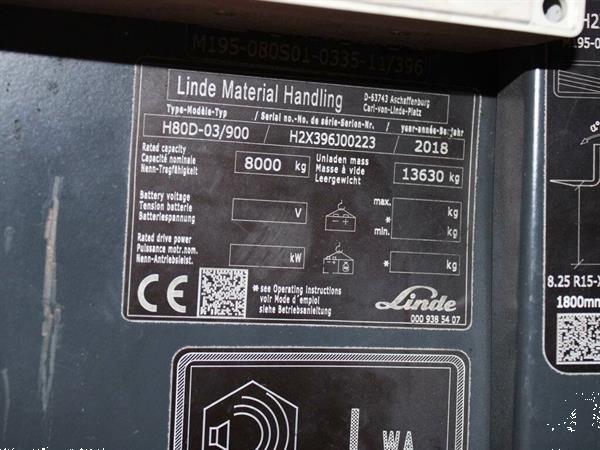 M195-080S01-0335-11/396
Linde Material Handling
D-63743 Aschaffenburg
Carl-von-Linde-Platz
Type-Modèle-Typ / Serial no.-No. de série-Serien-Nr. / year-année-Baujahr
H80D-03/900 / H2X396J00223 / 2018
Rated capacity
Capacité nominale
Nenn-Tragfähigkeit
8000 kg
Unladen mass
Masse à vide
Leergewicht
13630 kg
Battery voltage
Tension batterie
Batteriespannung
V
max.
*
min.
kg
kg
Rated drive power
Puissance motr.nom.
Nenn-Antriebsleist.
kW
* kg
CE
*see Operating Instructions
voir Mode d'emploi
siehe Betriebsanleitung
Linde
000 938 54 07
L WA
M195-0
8.25 R15-
1800mm